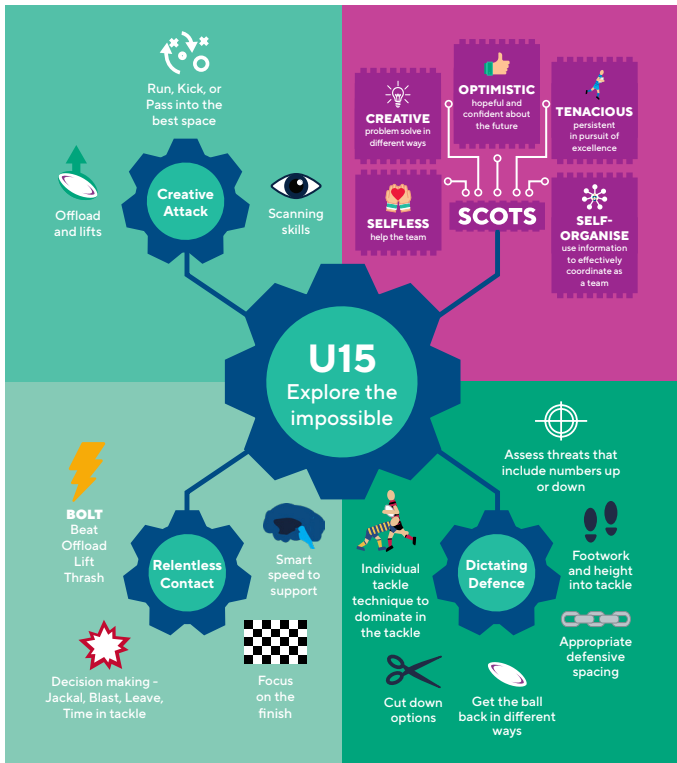 Run, Kick, or
Pass into the
best space
Creative
Attack
Offload
and lifts
Scanning
skills
CREATIVE
problem solve in
different ways
OPTIMISTIC
hopeful and
confident about
the future
TENACIOUS
persistent
in pursuit of
excellence
SELFLESS
help the team
SCOTS
SELF-
ORGANISE
use information
to effectively
coordinate as
a team
U15
Explore the
impossible
BOLT
Beat
Offload
Lift
Thrash
Relentless
Contact
Smart
speed to
support
Decision making -
Jackal, Blast, Leave,
Time in tackle
Focus
on the
finish
Assess threats that
include numbers up
or down
Individual
tackle
technique to
dominate in
the tackle
Dictating
Defence
Footwork
and height
into tackle
Appropriate
defensive
spacing
Cut down
options
Get the ball
back in different
ways